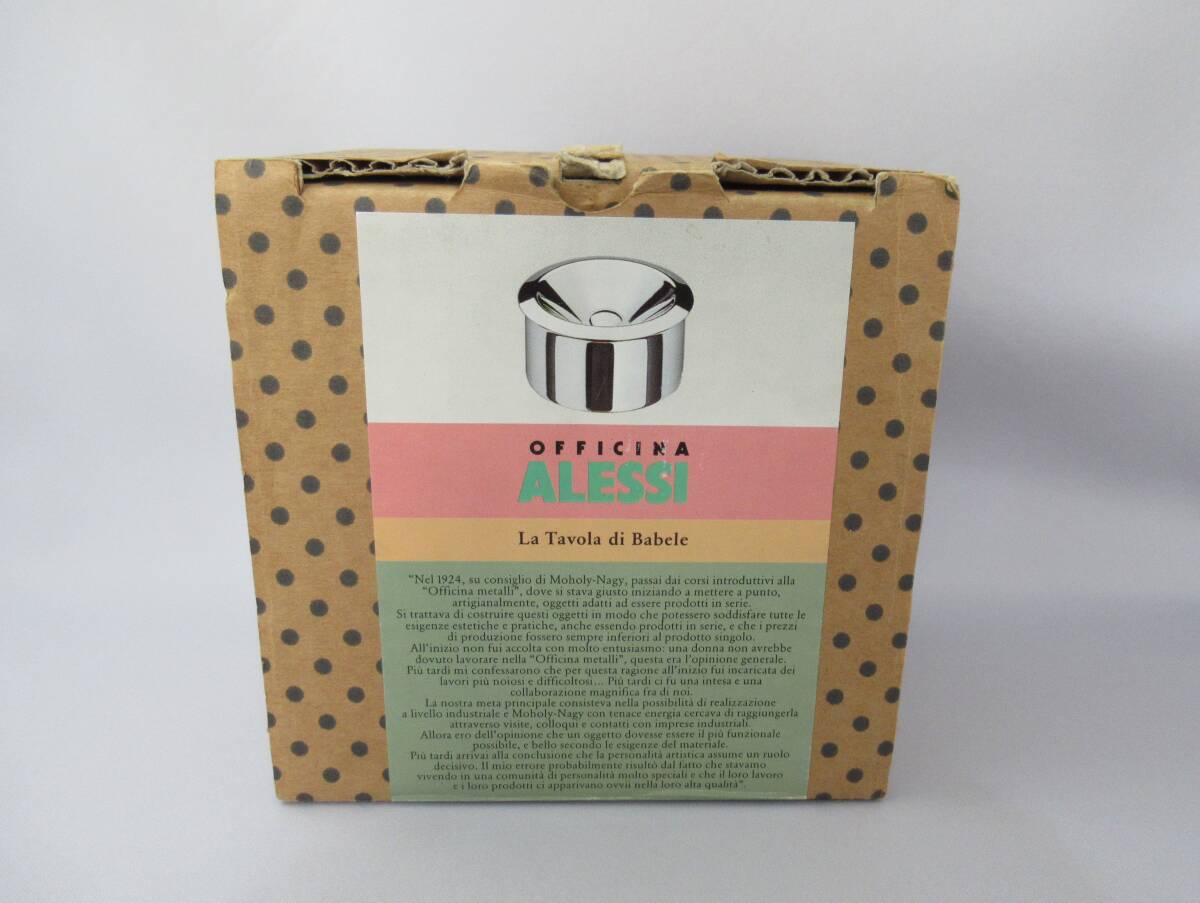 OFFICINA
ALESSI
La Tavola di Babele
“Nel 1924, su consiglio di Moholy-Nagy, passai dai corsi introduttivi alla
“Officina metalli”, dove si stava giusto iniziando a mettere a punto,
artigianalmente, oggetti adatti ad essere prodotti in serie.
Si trattava di costruire questi oggetti in modo che potessero soddisfare tutte le
esigenze estetiche e pratiche, anche essendo prodotti in serie, e che i prezzi
di produzione fossero sempre inferiori al prodotto singolo.
All’inizio non fui accolta con molto entusiasmo: una donna non avrebbe
dovuto lavorare nella “Officina metalli”, questa era l’opinione generale.
Più tardi mi confessarono che per questa ragione all’inizio fui incaricata dei
lavori più noiosi e difficoltosi... Più tardi ci fu una intesa e una
collaborazione magnifica fra di noi.
La nostra meta principale consisteva nella possibilità di realizzazione
a livello industriale e Moholy-Nagy con tenace energia cercava di raggiungerla
attraverso visite, colloqui e contatti con imprese industriali.
Allora ero dell’opinione che un oggetto dovesse essere il più funzionale
possibile, e bello secondo le esigenze del materiale.
Più tardi arrivai alla conclusione che la personalità artistica assume un ruolo
decisivo. Il mio errore probabilmente risultò dal fatto che stavamo
vivendo in una comunità di personalità molto speciali e che il loro lavoro
e i loro prodotti ci apparivano ovvii nella loro alta qualità”.